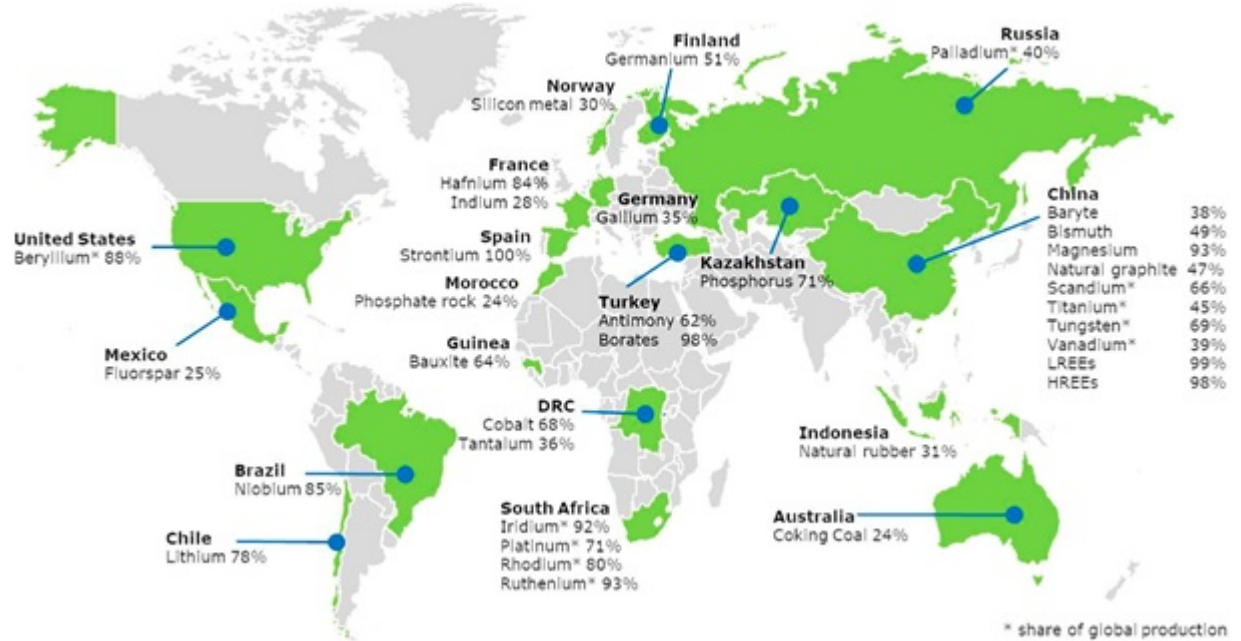 Finland
Germanium 51%
Russia
Palladium* 40%
Norway
Silicon metal 30%
France
Hafnium 84%
Indium 28%
Germany
Gallium 35%
China
Baryte 38%
Bismuth 49%
Magnesium 93%
Natural graphite 47%
Scandium* 66%
Titanium* 45%
Tungsten* 69%
Vanadium* 39%
LREEs 99%
HREEs 98%
United States
Beryllium* 88%
Spain
Strontium 100%
Kazakhstan
Phosphorus 71%
Morocco
Phosphate rock 24%
Turkey
Antimony 62%
Borates 98%
Mexico
Fluorspar 25%
Guinea
Bauxite 64%
DRC
Cobalt 68%
Tantalum 36%
Indonesia
Natural rubber 31%
Brazil
Niobium 85%
South Africa
Iridium* 92%
Platinum* 71%
Rhodium* 80%
Ruthenium* 93%
Australia
Coking Coal 24%
Chile
Lithium 78%
* share of global production